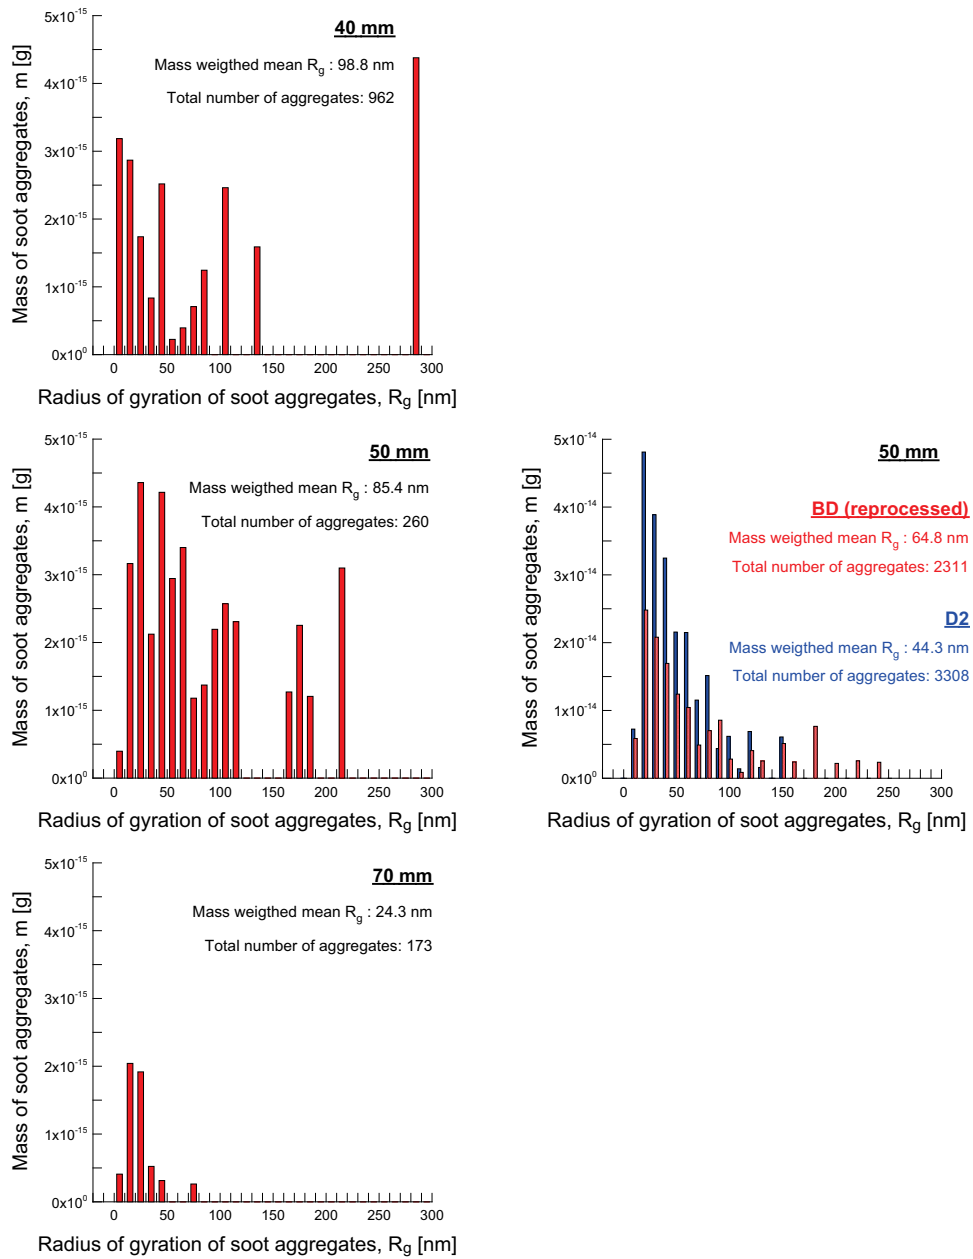 40 mm
Mass weigthed mean Rg : 98.8 nm
Total number of aggregates: 962
Mass of soot aggregates, m [g]
5x10-15
4x10-15
3x10-15
2x10-15
1x10-15
0x100
0 50 100 150 200 250 300
Radius of gyration of soot aggregates, Rg [nm]
50 mm
Mass weigthed mean Rg : 85.4 nm
Total number of aggregates: 260
Mass of soot aggregates, m [g]
5x10-15
4x10-15
3x10-15
2x10-15
1x10-15
0x100
0 50 100 150 200 250 300
Radius of gyration of soot aggregates, Rg [nm]
50 mm
BD (reprocessed)
Mass weigthed mean Rg : 64.8 nm
Total number of aggregates: 2311
D2
Mass weigthed mean Rg : 44.3 nm
Total number of aggregates: 3308
Mass of soot aggregates, m [g]
5x10-14
4x10-14
3x10-14
2x10-14
1x10-14
0x100
0 50 100 150 200 250 300
Radius of gyration of soot aggregates, Rg [nm]
70 mm
Mass weigthed mean Rg : 24.3 nm
Total number of aggregates: 173
Mass of soot aggregates, m [g]
5x10-15
4x10-15
3x10-15
2x10-15
1x10-15
0x100
0 50 100 150 200 250 300
Radius of gyration of soot aggregates, Rg [nm]